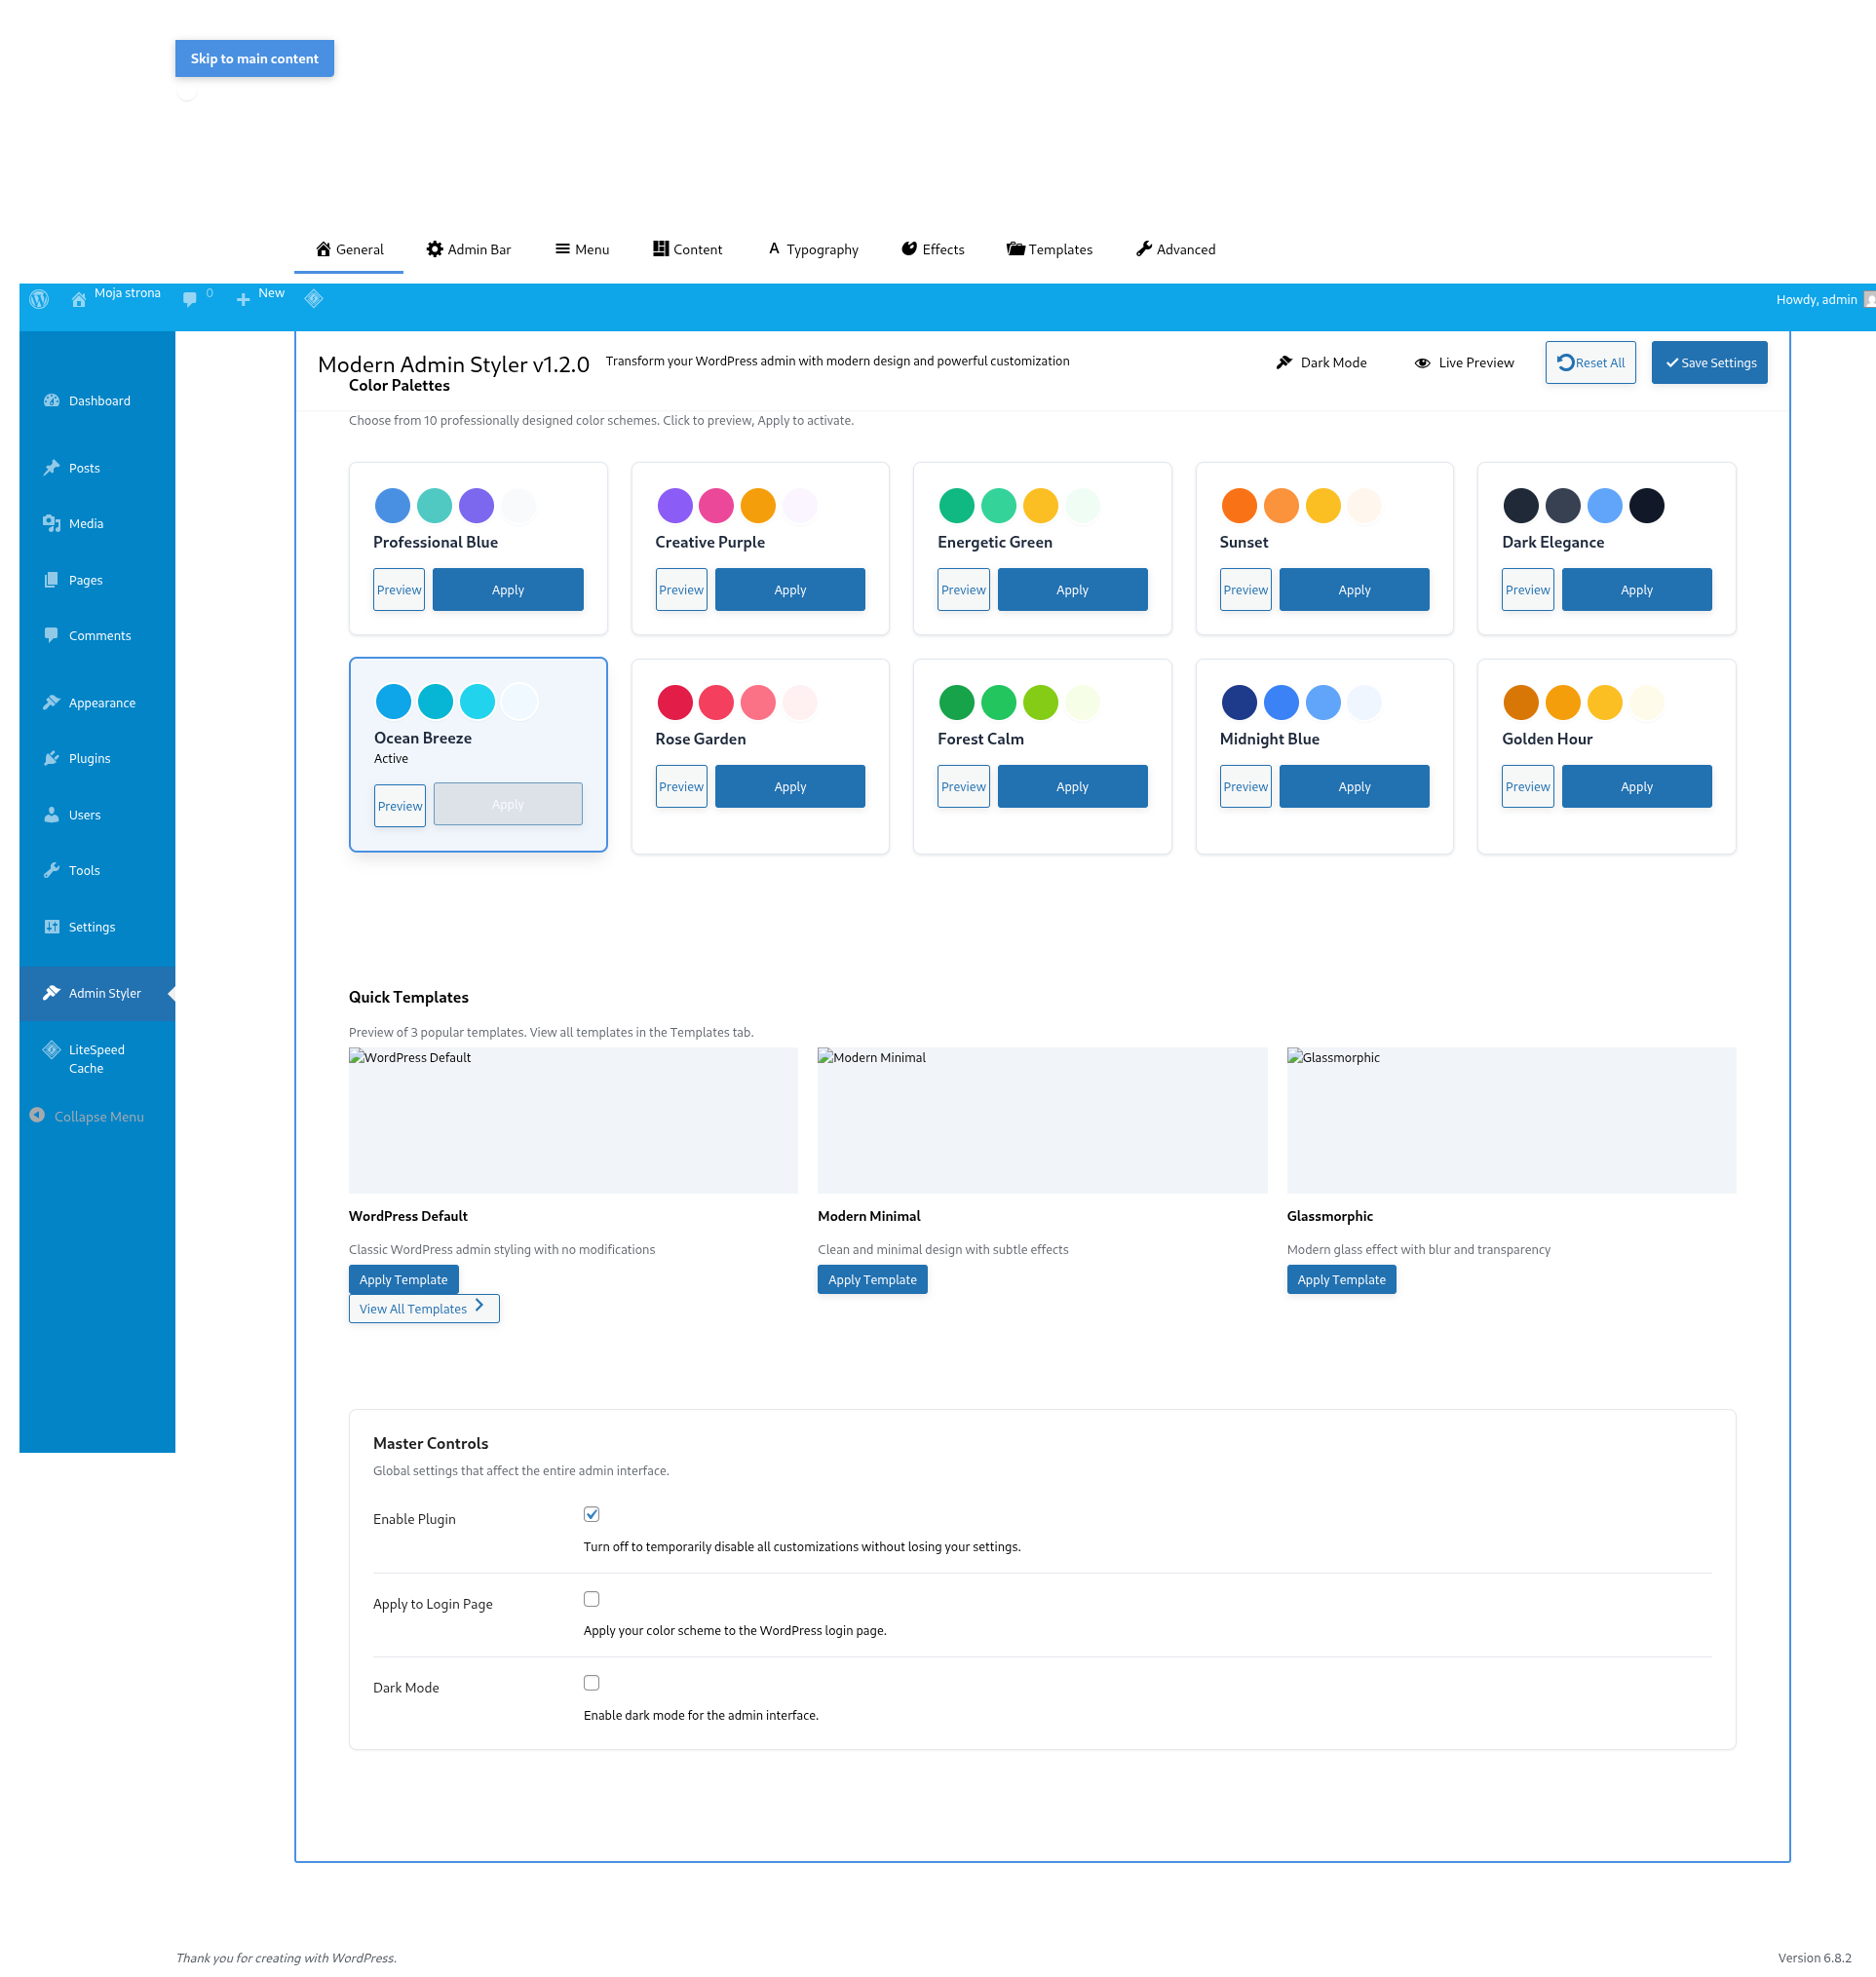 Skip to main content
General
Admin Bar
Menu
Content
Typography
Effects
Templates
Advanced
Moja strona
0
New
Howdy, admin
Modern Admin Styler v1.2.0
Transform your WordPress admin with modern design and powerful customization
Dark Mode
Live Preview
Reset All
Save Settings
Dashboard
Posts
Media
Pages
Comments
Appearance
Plugins
Users
Tools
Settings
Admin Styler
LiteSpeed
Cache
Collapse Menu
Color Palettes
Choose from 10 professionally designed color schemes. Click to preview, Apply to activate.
Professional Blue
Preview
Apply
Creative Purple
Preview
Apply
Energetic Green
Preview
Apply
Sunset
Preview
Apply
Dark Elegance
Preview
Apply
Ocean Breeze
Active
Preview
Apply
Rose Garden
Preview
Apply
Forest Calm
Preview
Apply
Midnight Blue
Preview
Apply
Golden Hour
Preview
Apply
Quick Templates
Preview of 3 popular templates. View all templates in the Templates tab.
WordPress Default
WordPress Default
Classic WordPress admin styling with no modifications
Apply Template
Modern Minimal
Modern Minimal
Clean and minimal design with subtle effects
Apply Template
Glassmorphic
Glassmorphic
Modern glass effect with blur and transparency
Apply Template
View All Templates
Master Controls
Global settings that affect the entire admin interface.
Enable Plugin
Turn off to temporarily disable all customizations without losing your settings.
Apply to Login Page
Apply your color scheme to the WordPress login page.
Dark Mode
Enable dark mode for the admin interface.
Thank you for creating with WordPress.
Version 6.8.2